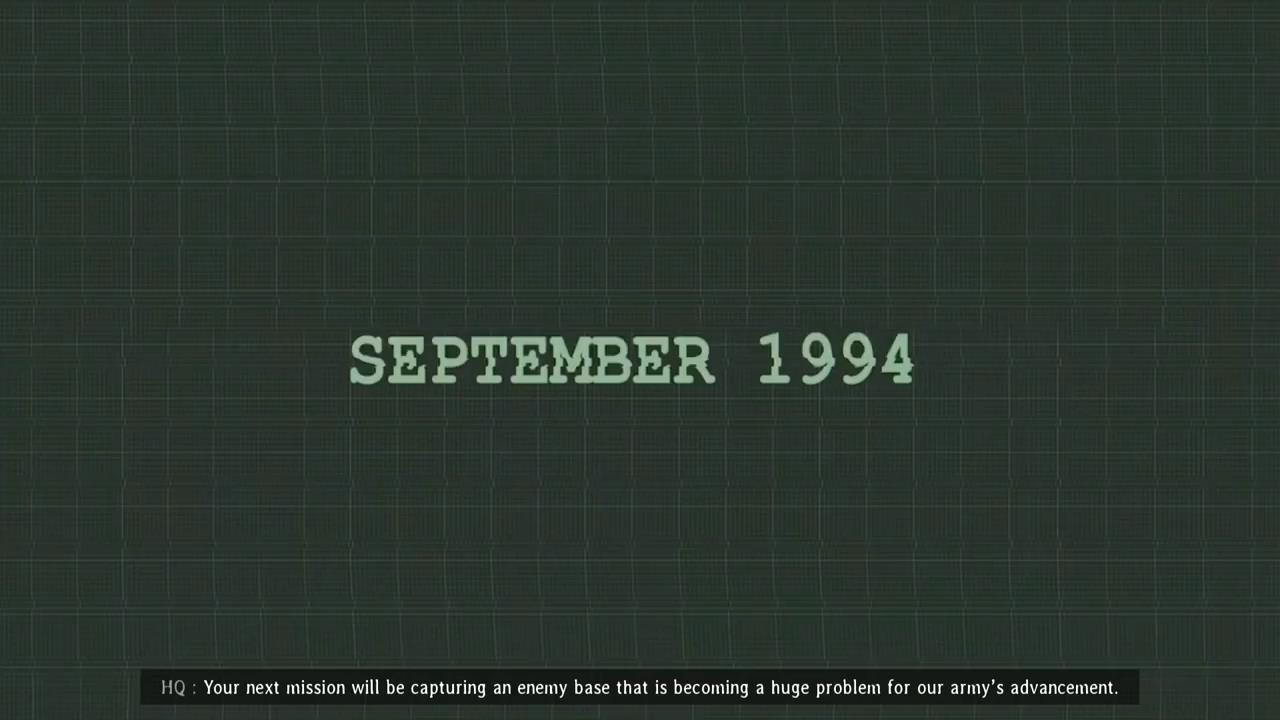 SEPTEMBER 1994
HQ : Your next mission will be capturing an enemy base that is becoming a huge problem for our army's advancement.